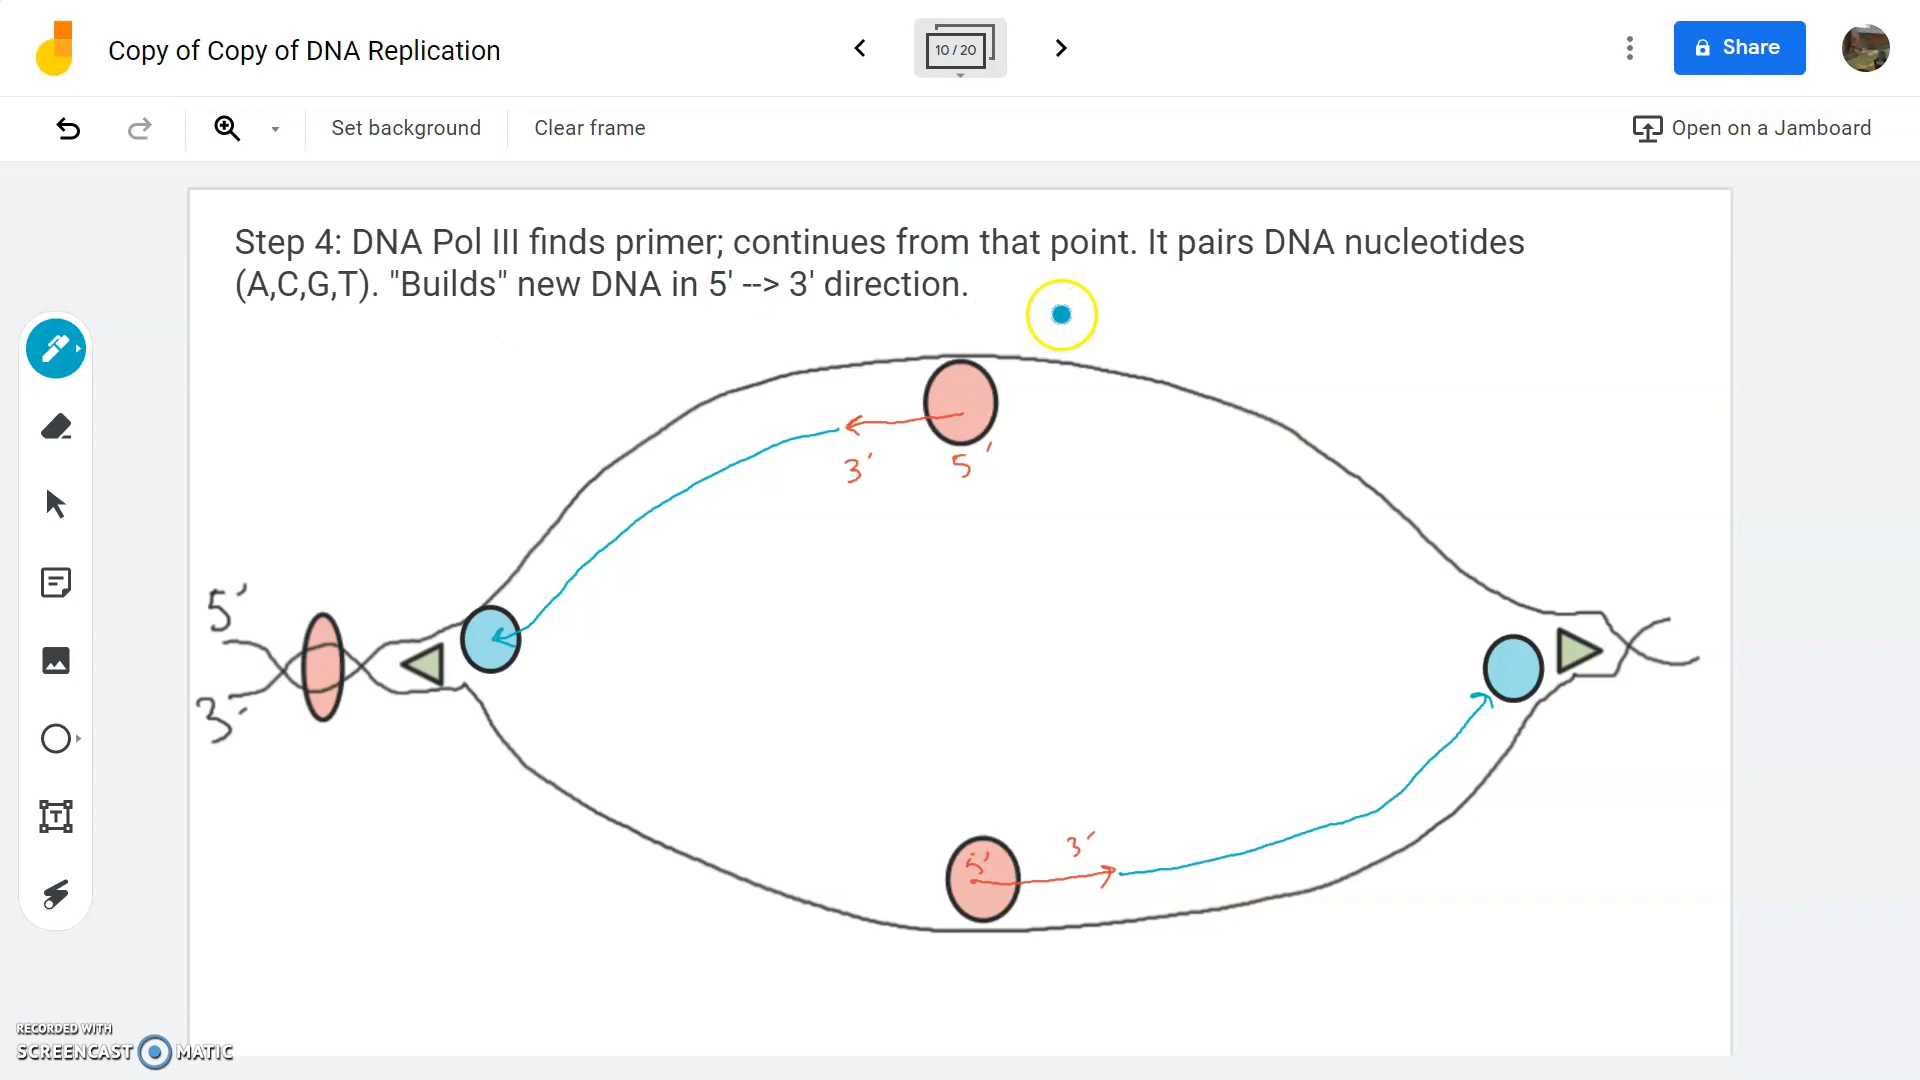 Copy of Copy of DNA Replication
10 / 20
Share
Set background
Clear frame
Open on a Jamboard
Step 4: DNA Pol III finds primer; continues from that point. It pairs DNA nucleotides
(A,C,G,T). "Builds" new DNA in 5' --> 3' direction.
3' 5'
5'
3'
3'
5'
T
RECORDED WITH
SCREENCAST MATIC